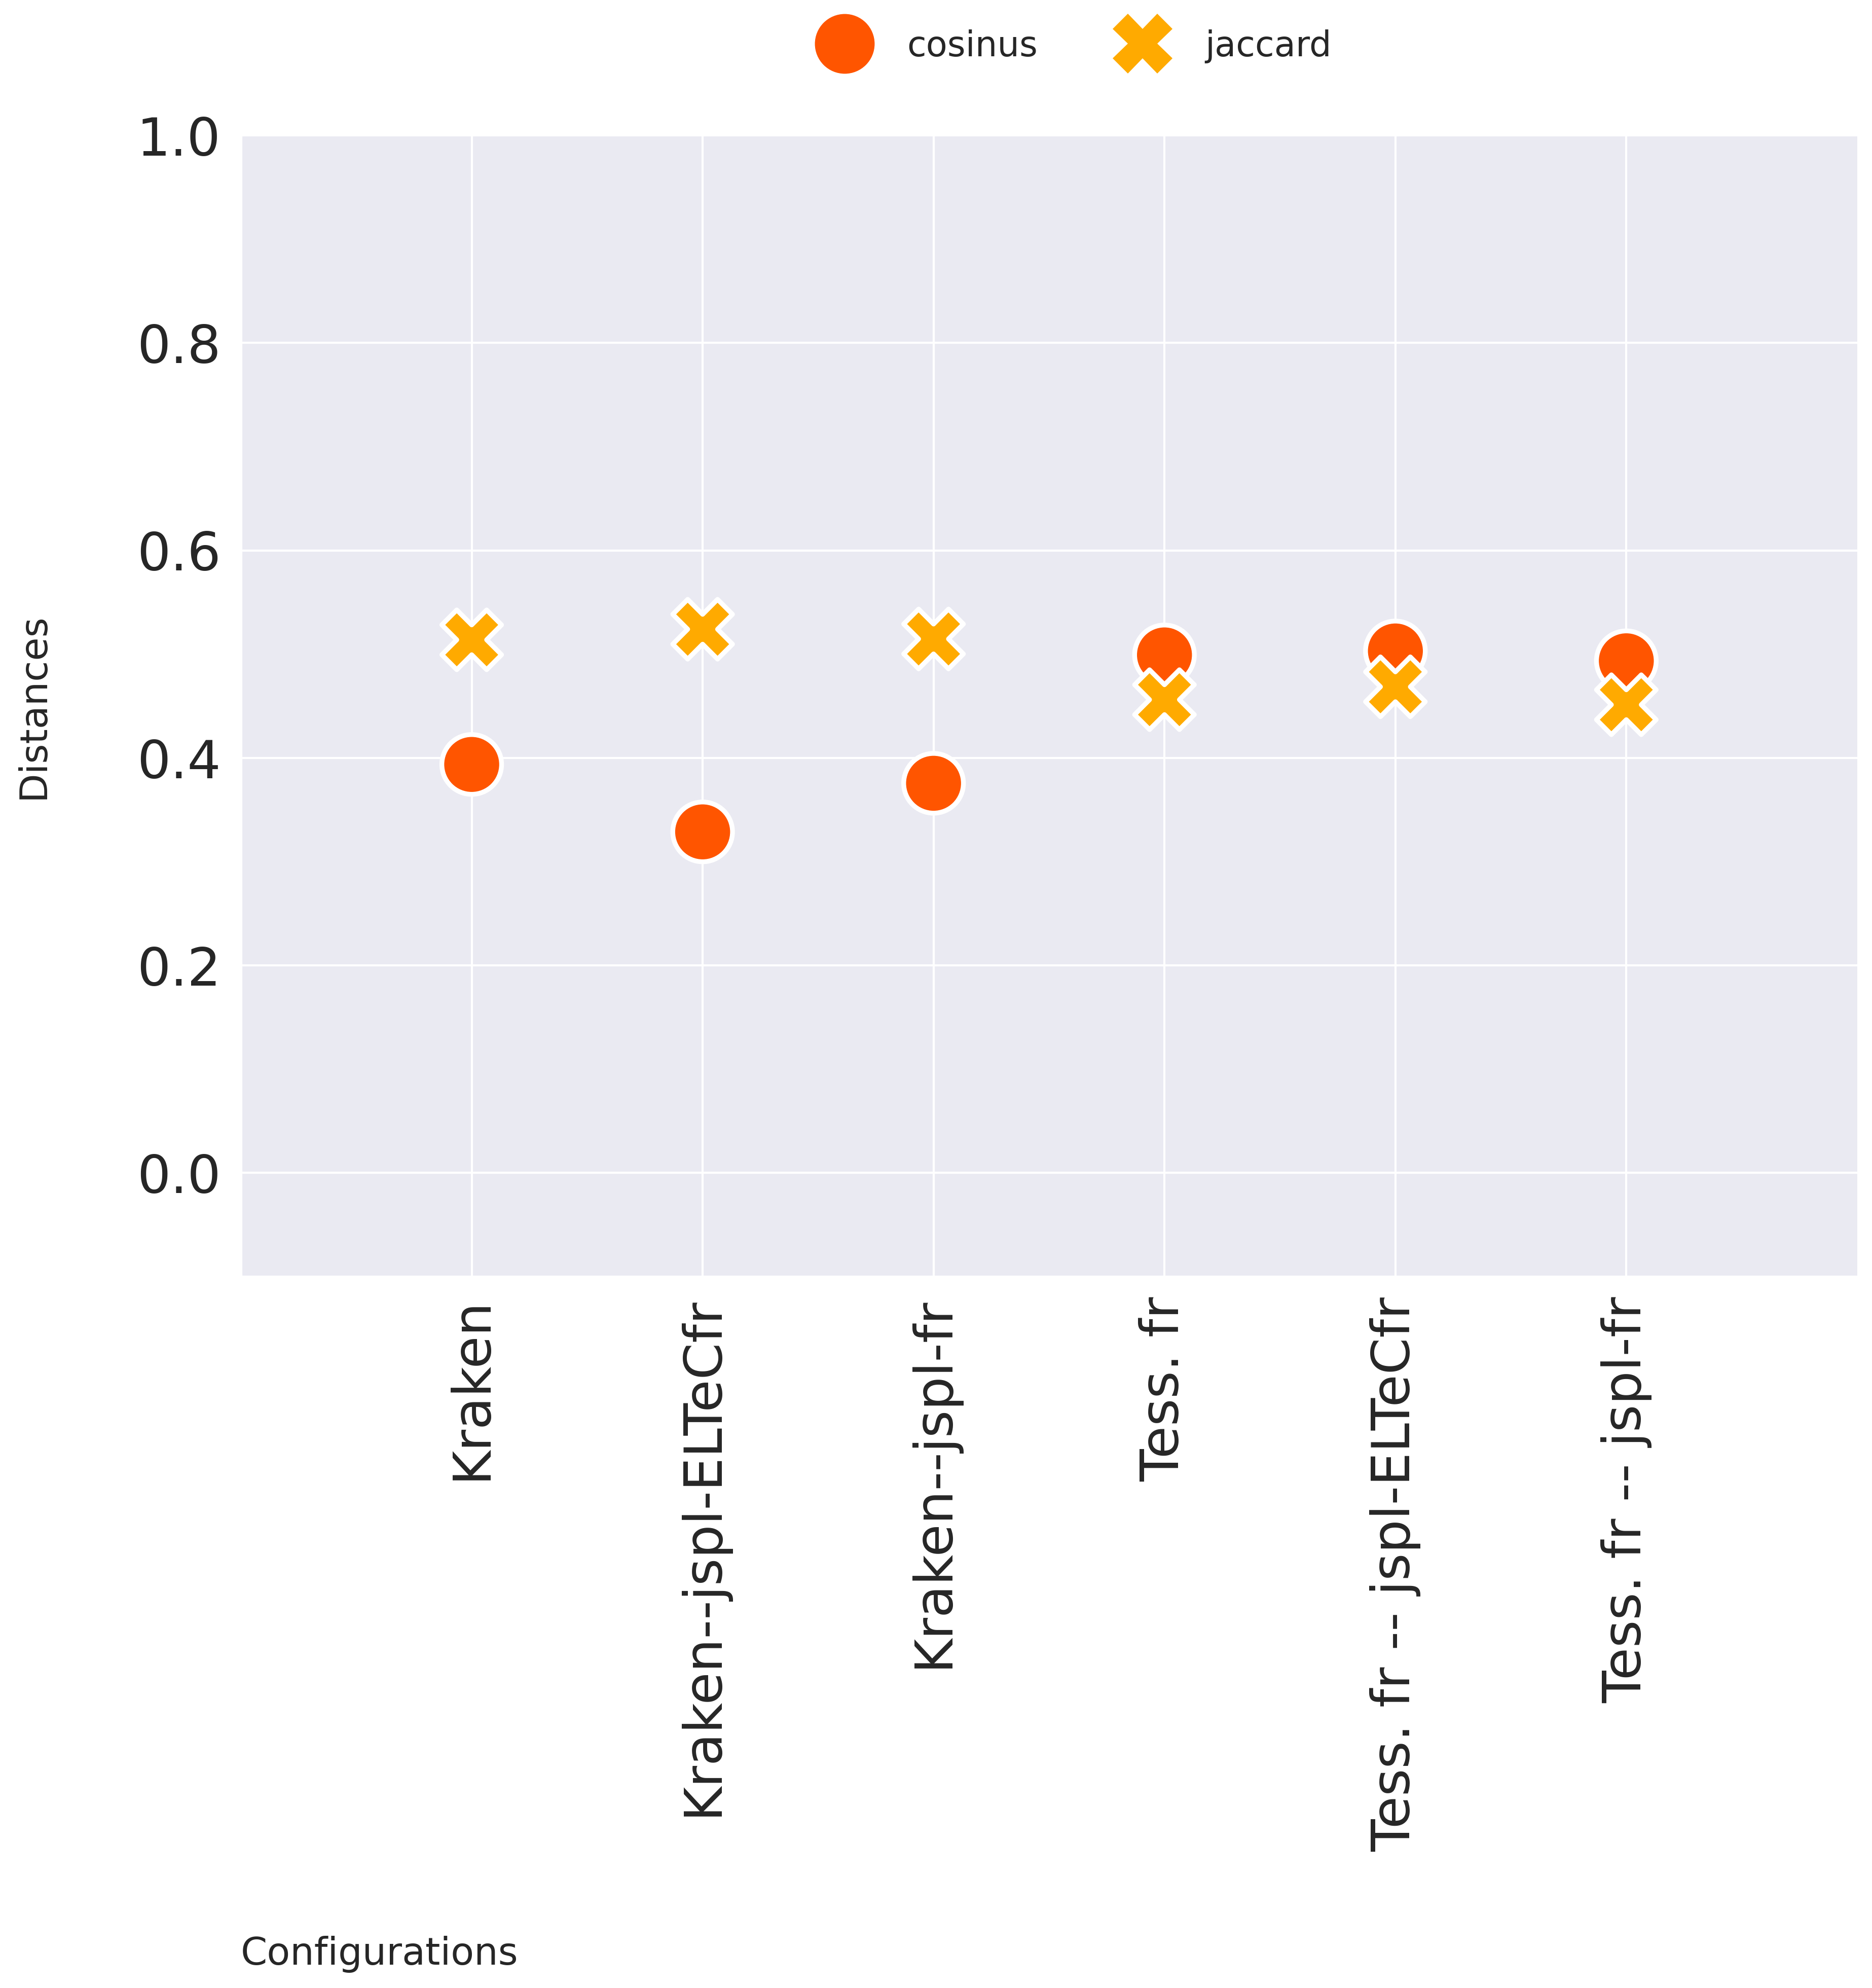 cosinus jaccard
1.0
0.8
0.6
0.4
0.2
0.0
Distances
Kraken
Kraken--jspl-ELTeCfr
Kraken--jspl-fr
Tess. fr
Tess. fr -- jspl-ELTeCfr
Tess. fr -- jspl-fr
Configurations